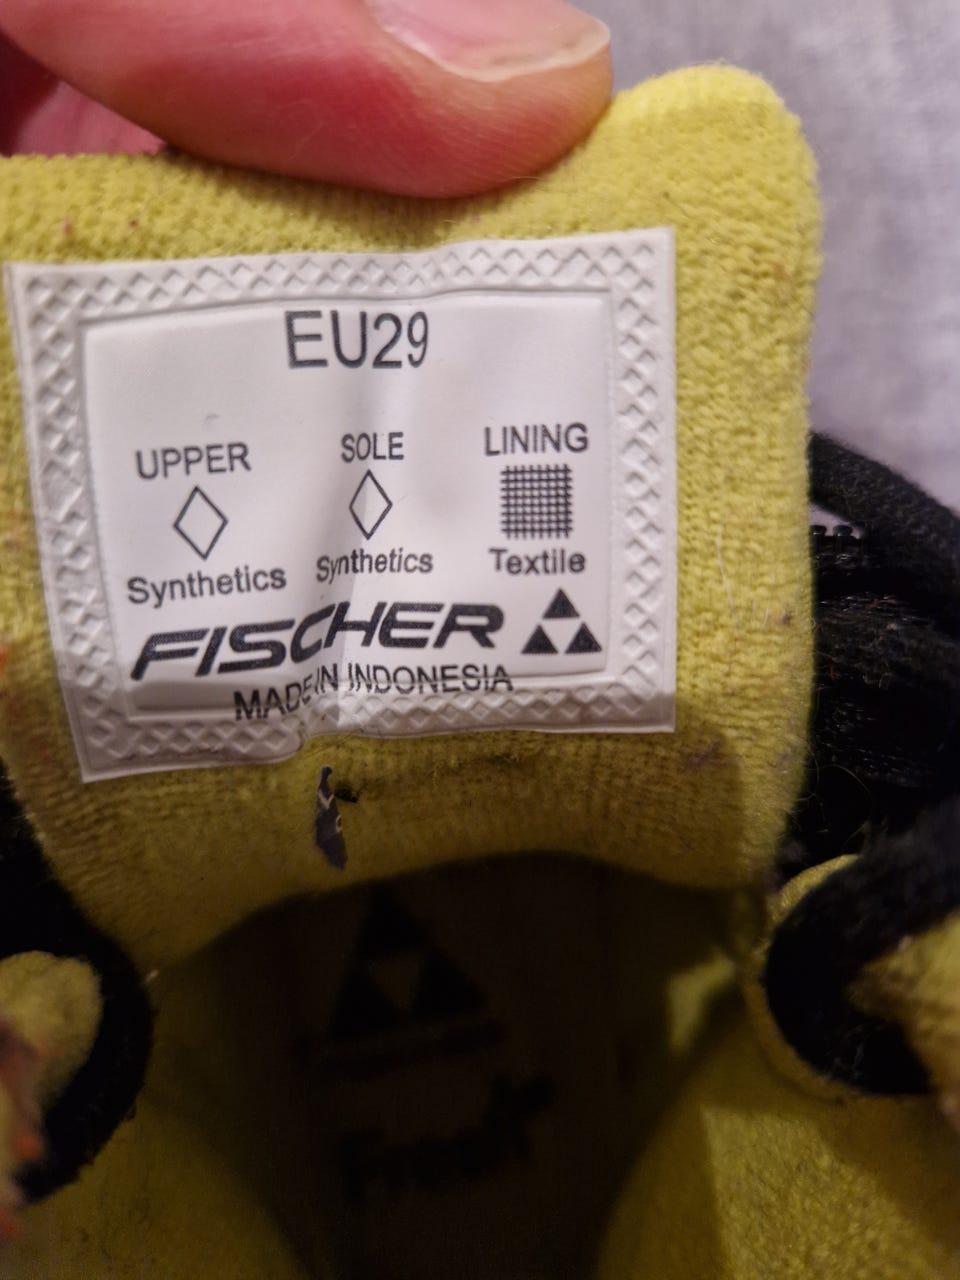 EU29
UPPER SOLE LINING
Synthetics Synthetics Textile
FISCHER
MADE IN INDONESIA